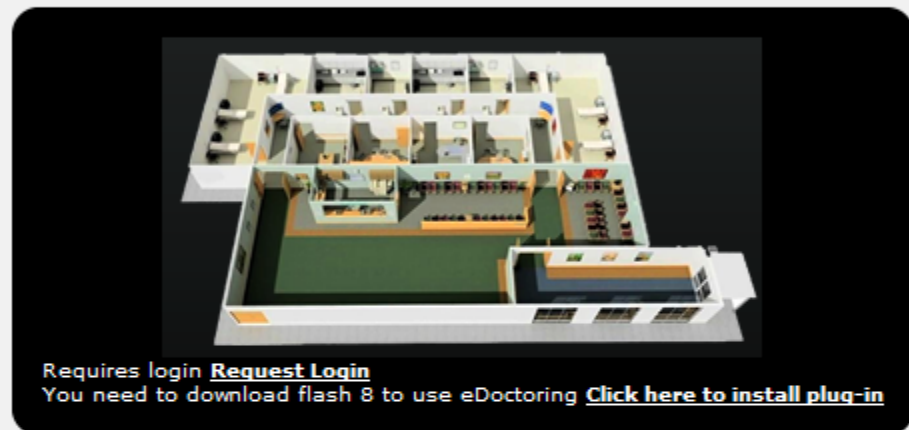 Requires login Request Login
You need to download flash 8 to use eDoctoring Click here to install plug-in